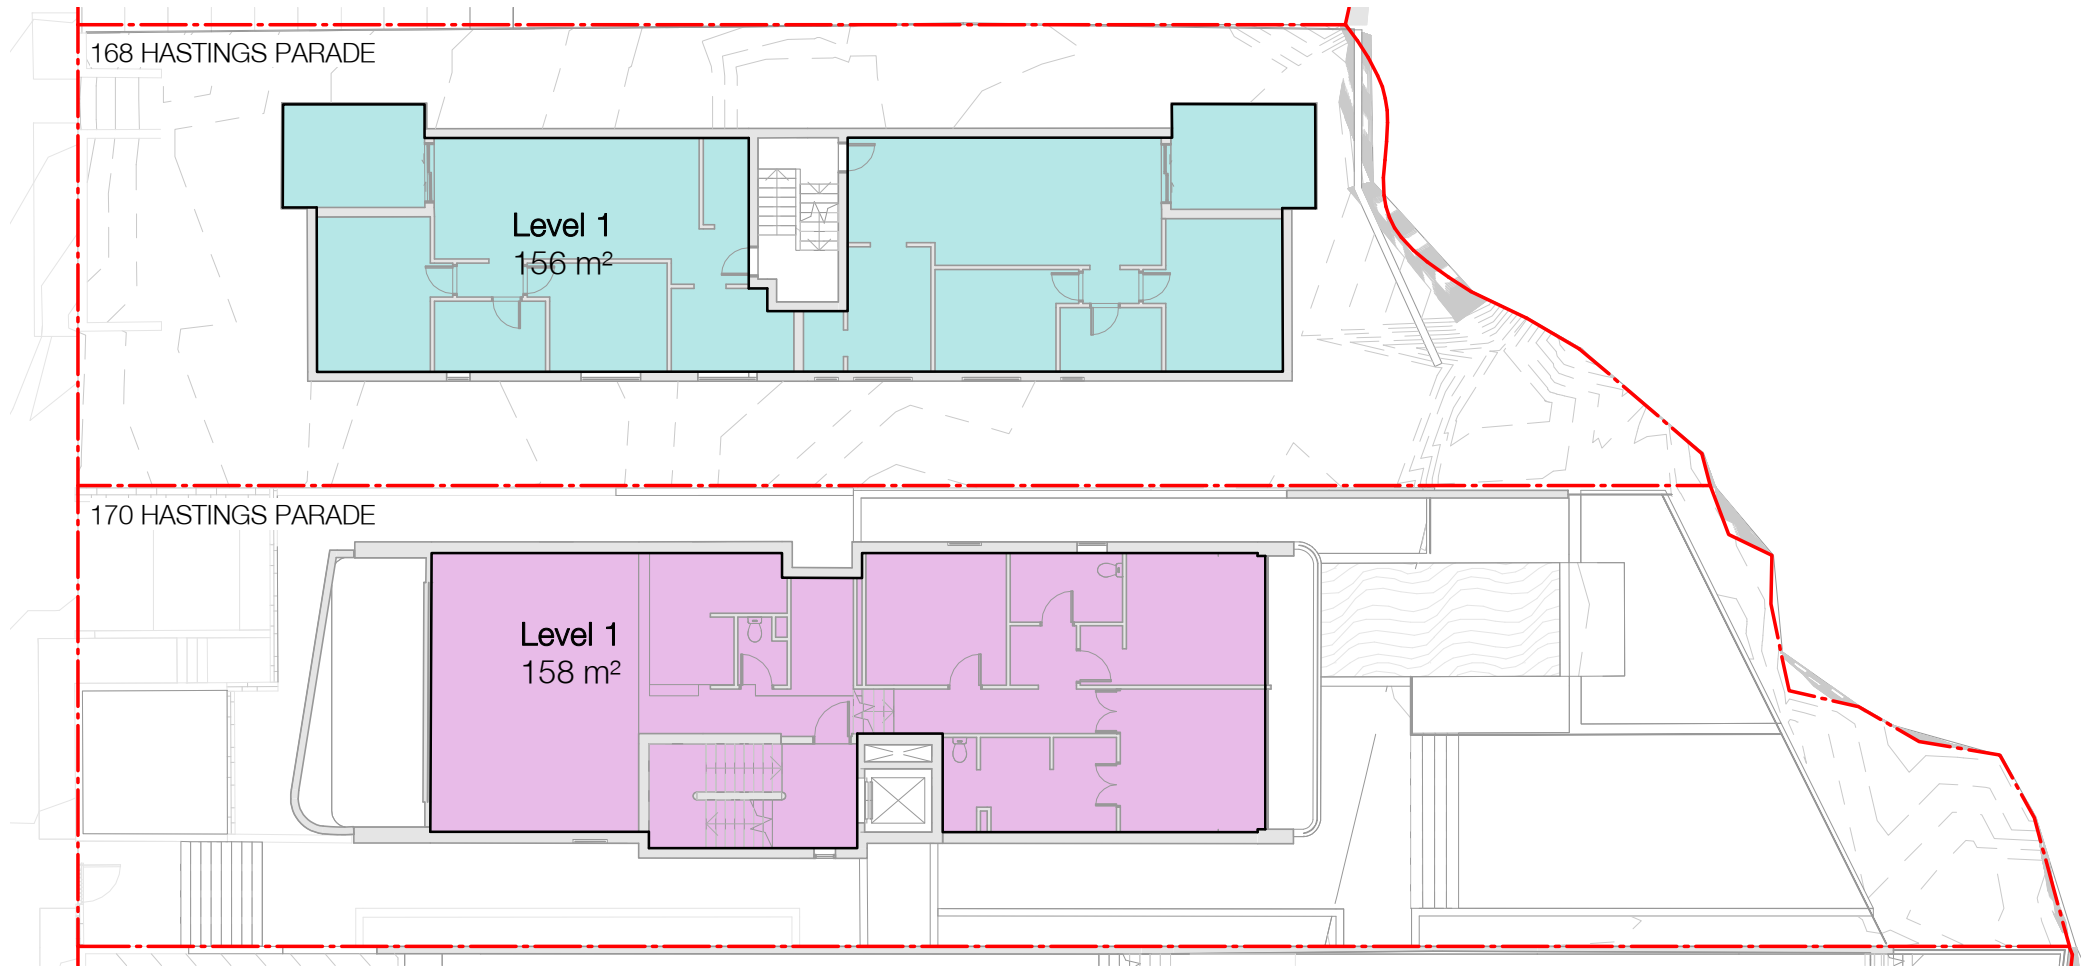 168 HASTINGS PARADE
Level 1
156 m²
170 HASTINGS PARADE
Level 1
158 m²